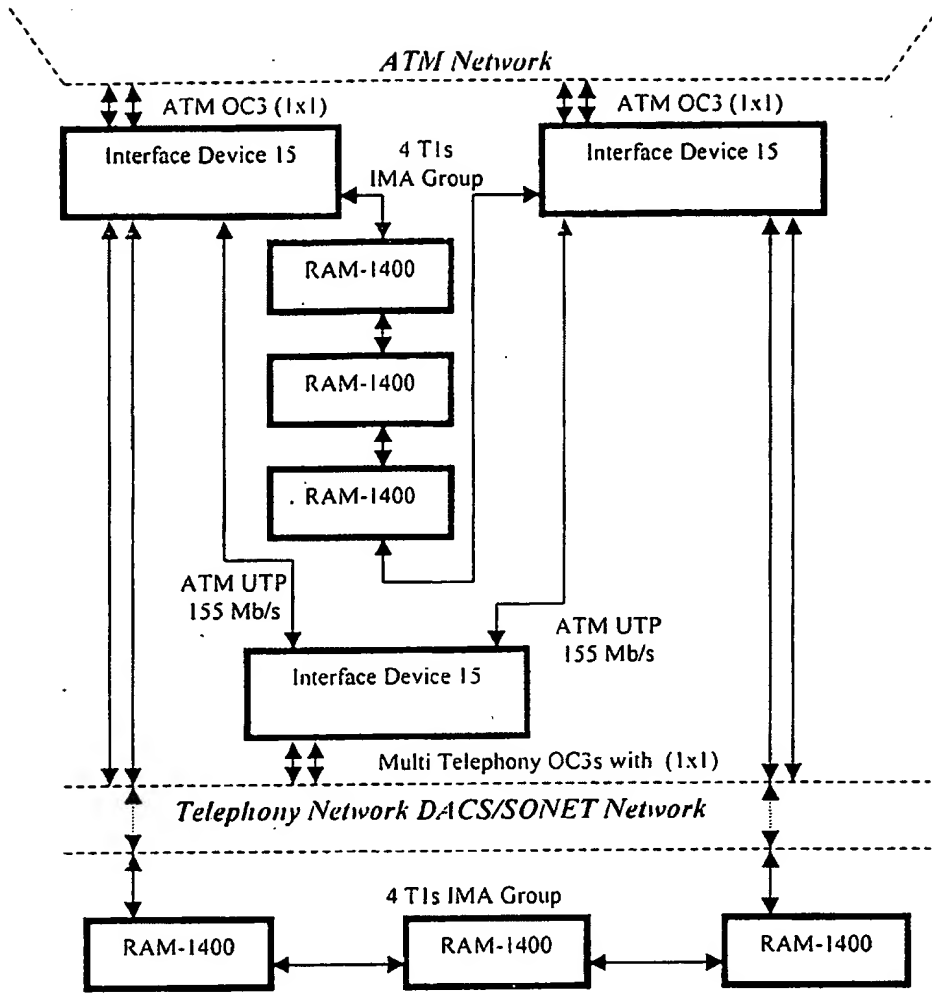 ATM Network
ATM OC3 (1x1)
ATM OC3 (1x1)
Interface Device 15
4 T1s
IMA Group
Interface Device 15
RAM-1400
RAM-1400
RAM-1400
ATM UTP
155 Mb/s
ATM UTP
155 Mb/s
Interface Device 15
Multi Telephony OC3s with (1x1)
Telephony Network DACS/SONET Network
4 T1s IMA Group
RAM-1400
RAM-1400
RAM-1400